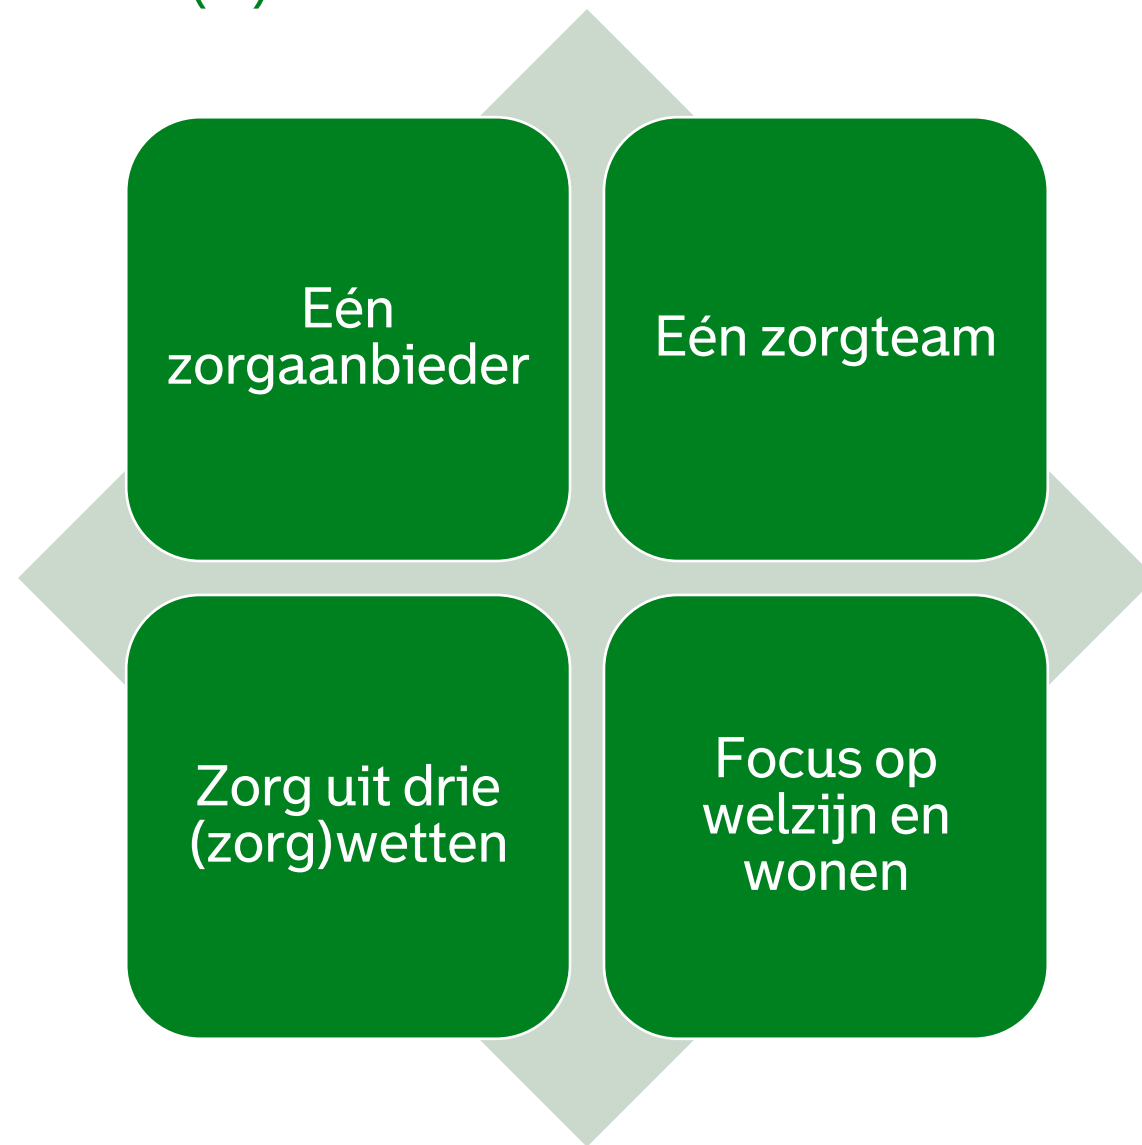 Eén
zorgaanbieder
Eén zorgteam
Zorg uit drie
(zorg)wetten
Focus op
welzijn en
wonen